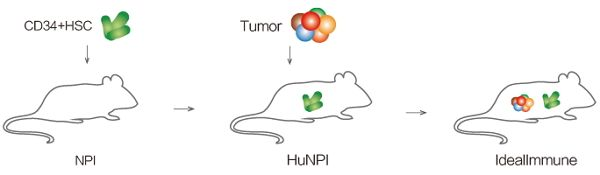 CD34+HSC
Tumor
NPI
HuNPI
IdealImmune